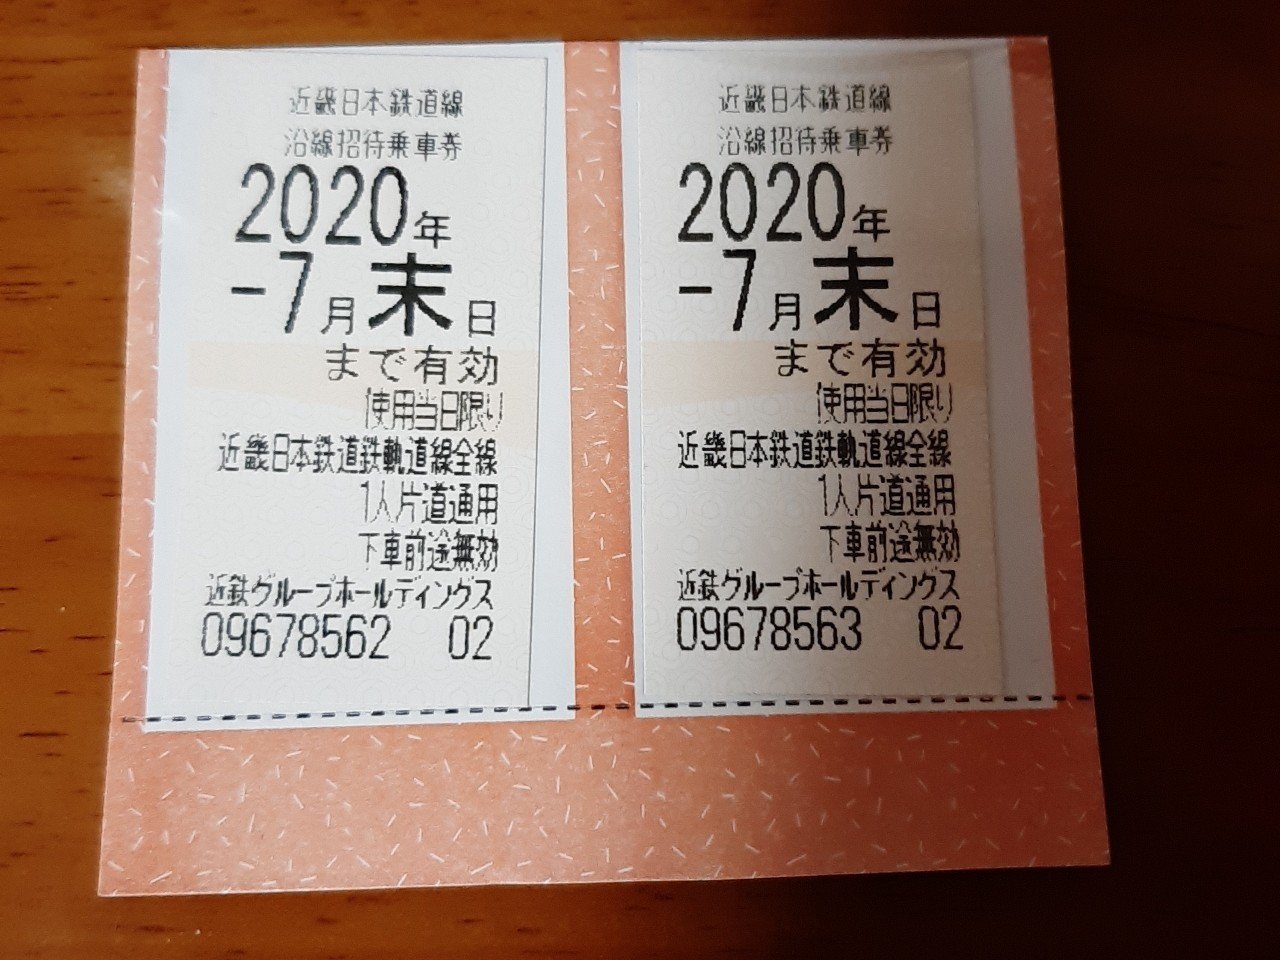 近畿日本鉄道線
沿線招待乗車券
2020年
-7月末日
まで有効
使用当日限り
近畿日本鉄道鉄軌道線全線
1人片道通用
下車前途無効
近鉄グループホールディングス
09678562 02
近畿日本鉄道線
沿線招待乗車券
2020年
-7月末日
まで有効
使用当日限り
近畿日本鉄道鉄軌道線全線
1人片道通用
下車前途無効
近鉄グループホールディングス
09678563 02